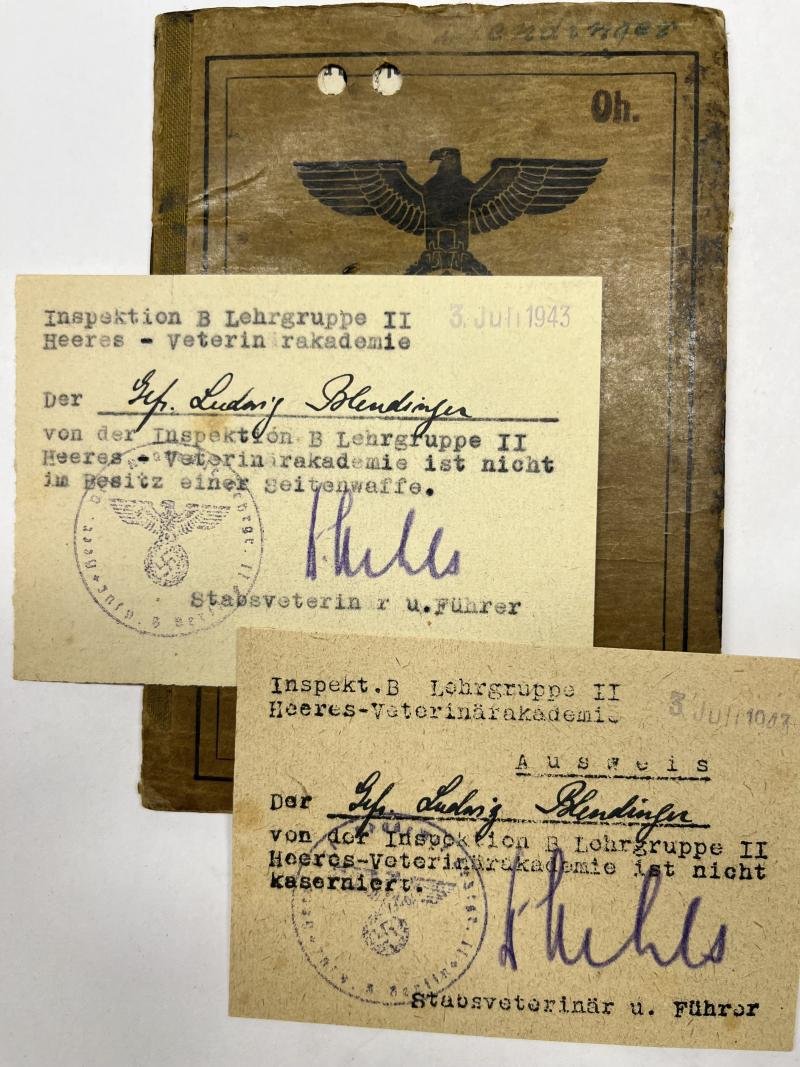 Blendinger
Oh.
Inspektion B Lehrgruppe II
3. Juli 1943
Heeres - Veterinärakademie
Der Gefr. Ludwig Blendinger
von der Inspektion B Lehrgruppe II
Heeres - Veterinärakademie ist nicht
im Besitz einer Seitenwaffe.
Stabsveterinär u. Führer
Inspekt.B Lehrgruppe II
3. Juli 1943
Heeres-Veterinärakademie
Ausweis
Der Gefr. Ludwig Blendinger
von der Inspektion B Lehrgruppe II
Heeres-Veterinärakademie ist nicht
kaserniert.
Stabsveterinär u. Führer